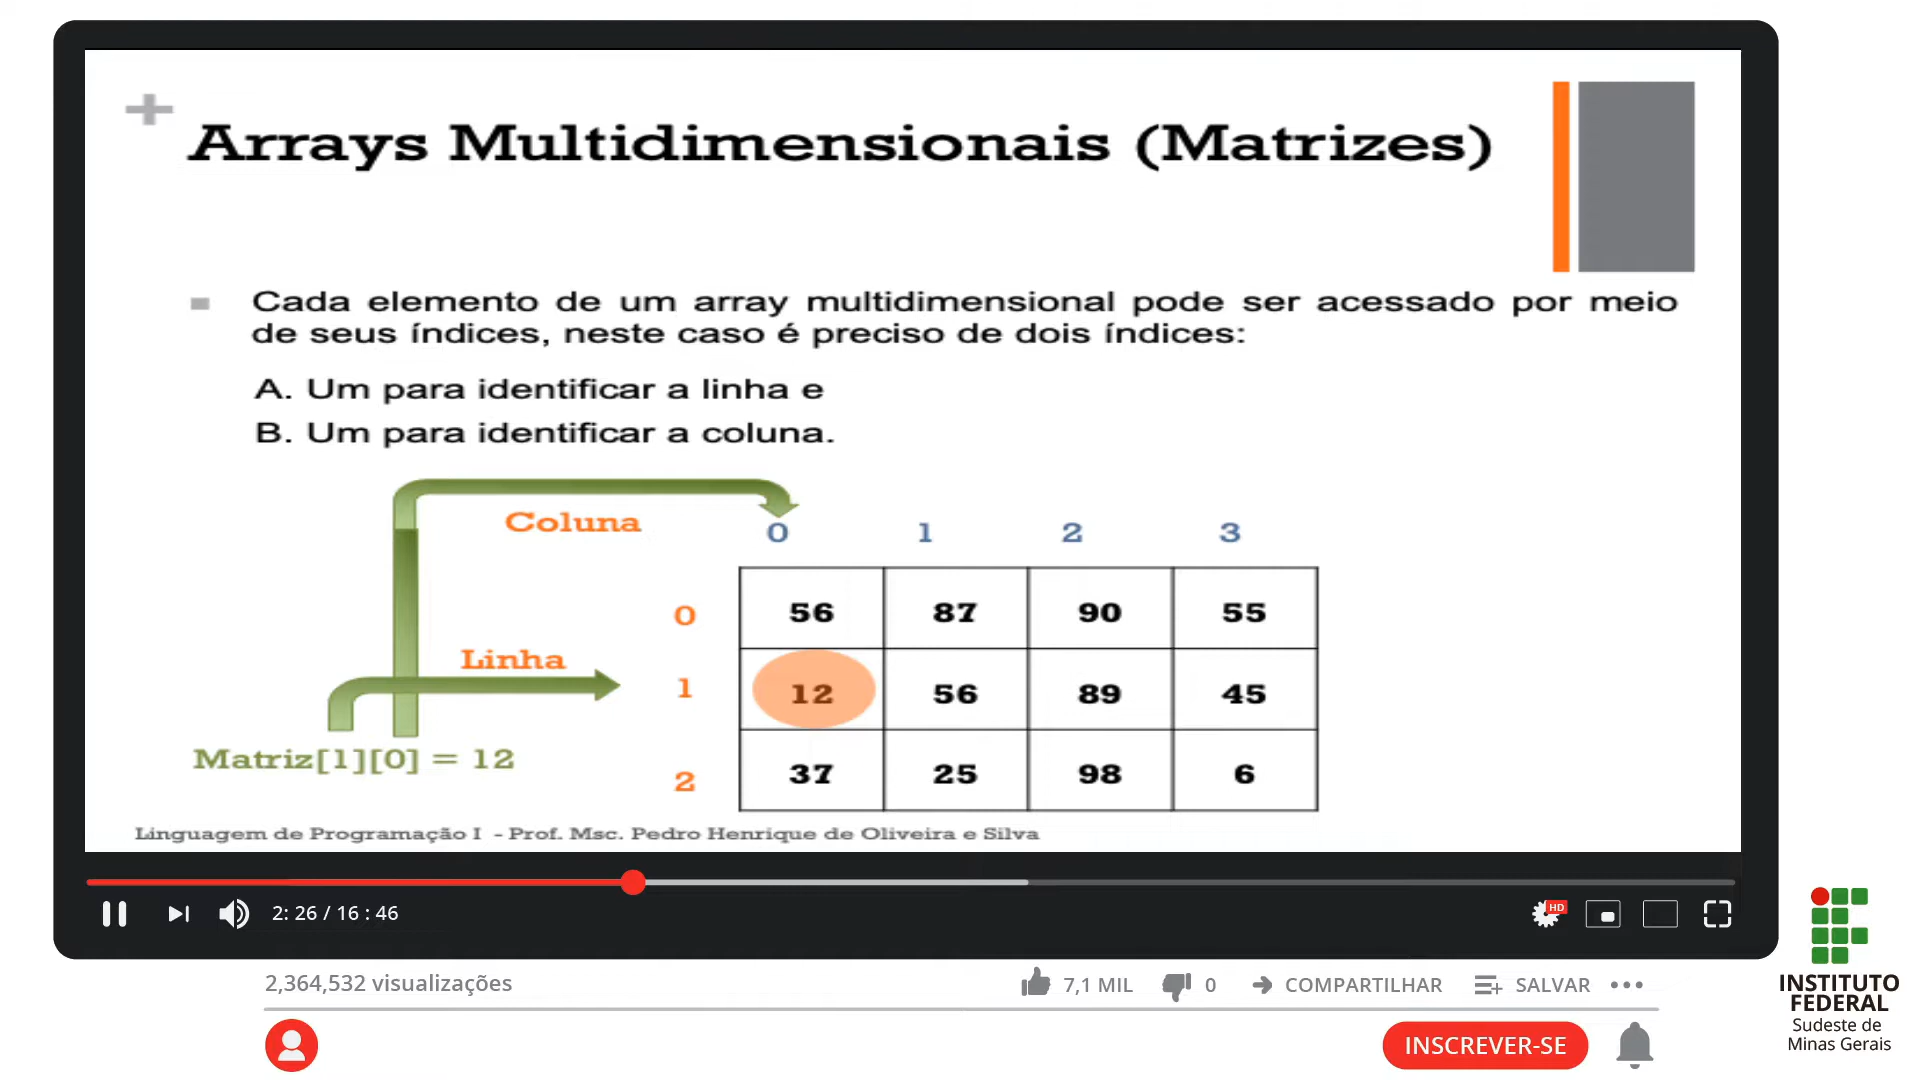 +
Arrays Multidimensionais (Matrizes)
Cada elemento de um array multidimensional pode ser acessado por meio
de seus índices, neste caso é preciso de dois índices:
A. Um para identificar a linha e
B. Um para identificar a coluna.
Coluna
0 1 2 3
0 56 87 90 55
Linha
1 12 56 89 45
Matriz[1][0] = 12
2 37 25 98 6
Linguagem de Programação I - Prof. Msc. Pedro Henrique de Oliveira e Silva
2: 26 / 16 : 46
HD
2,364,532 visualizações
7,1 MIL 0 COMPARTILHAR SALVAR
INSCREVER-SE
INSTITUTO
FEDERAL
Sudeste de
Minas Gerais